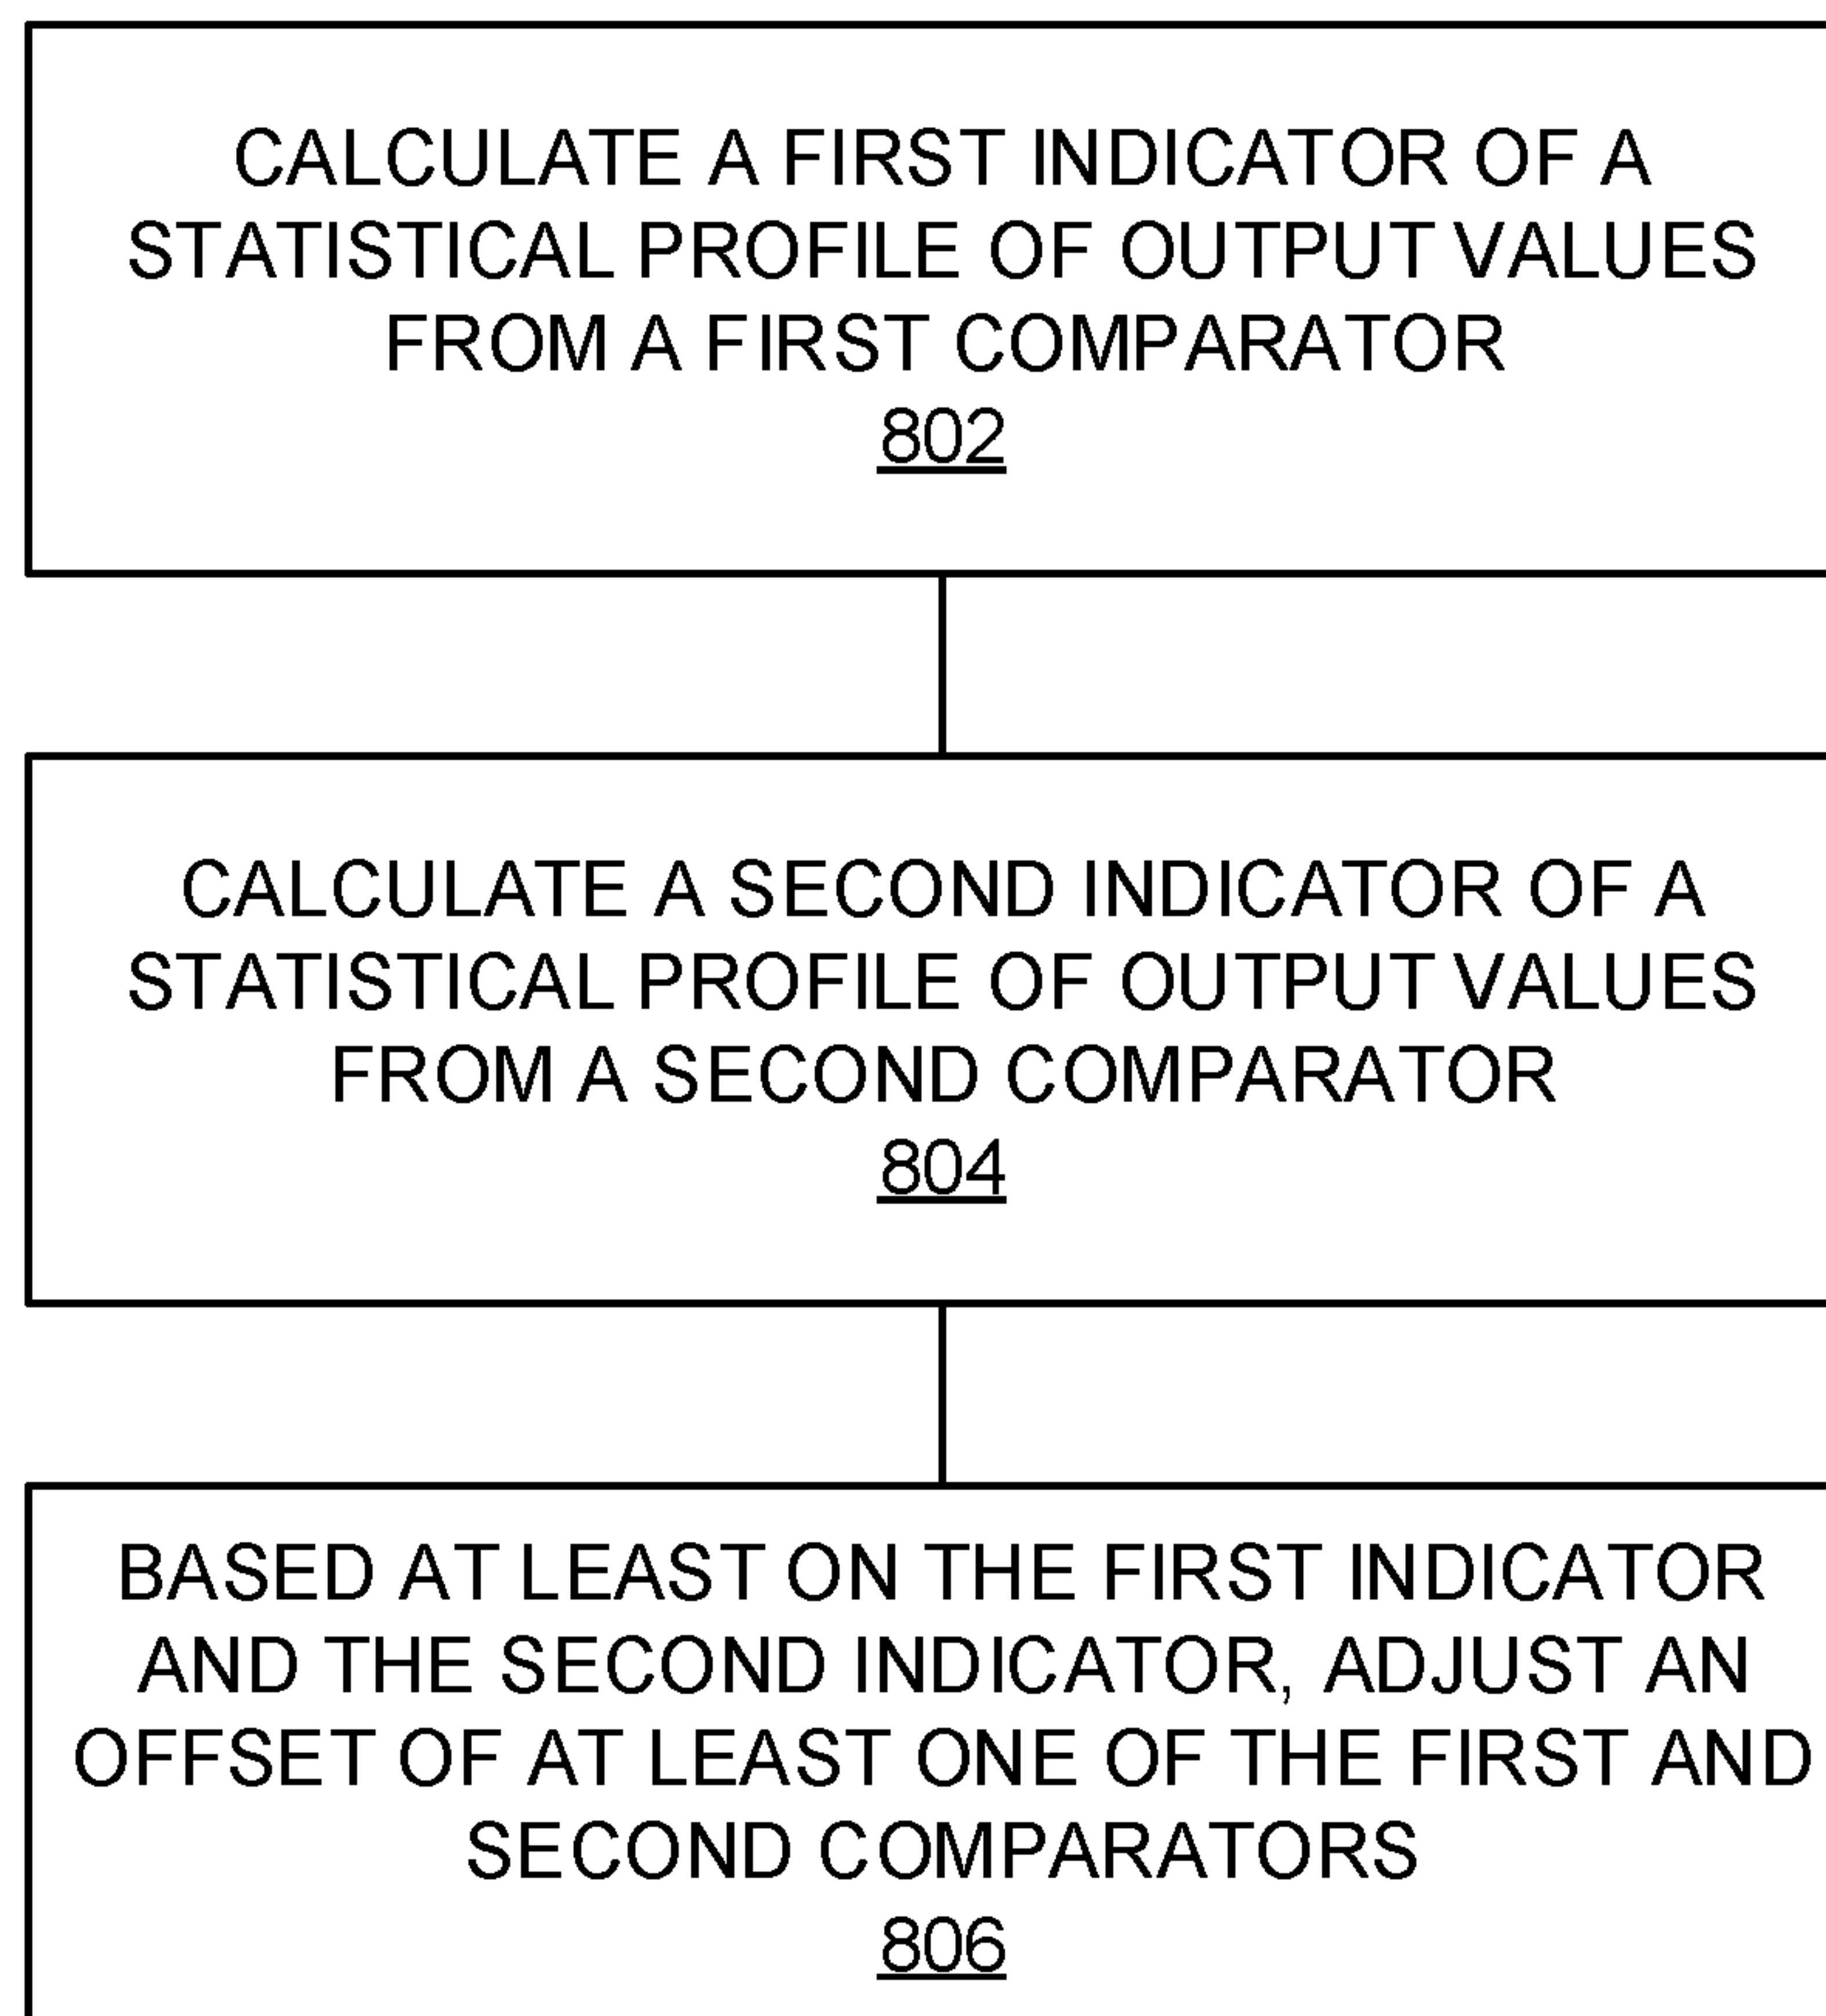 CALCULATE A FIRST INDICATOR OF A
STATISTICAL PROFILE OF OUTPUT VALUES
FROM A FIRST COMPARATOR
802
CALCULATE A SECOND INDICATOR OF A
STATISTICAL PROFILE OF OUTPUT VALUES
FROM A SECOND COMPARATOR
804
BASED AT LEAST ON THE FIRST INDICATOR
AND THE SECOND INDICATOR, ADJUST AN
OFFSET OF AT LEAST ONE OF THE FIRST AND
SECOND COMPARATORS
806